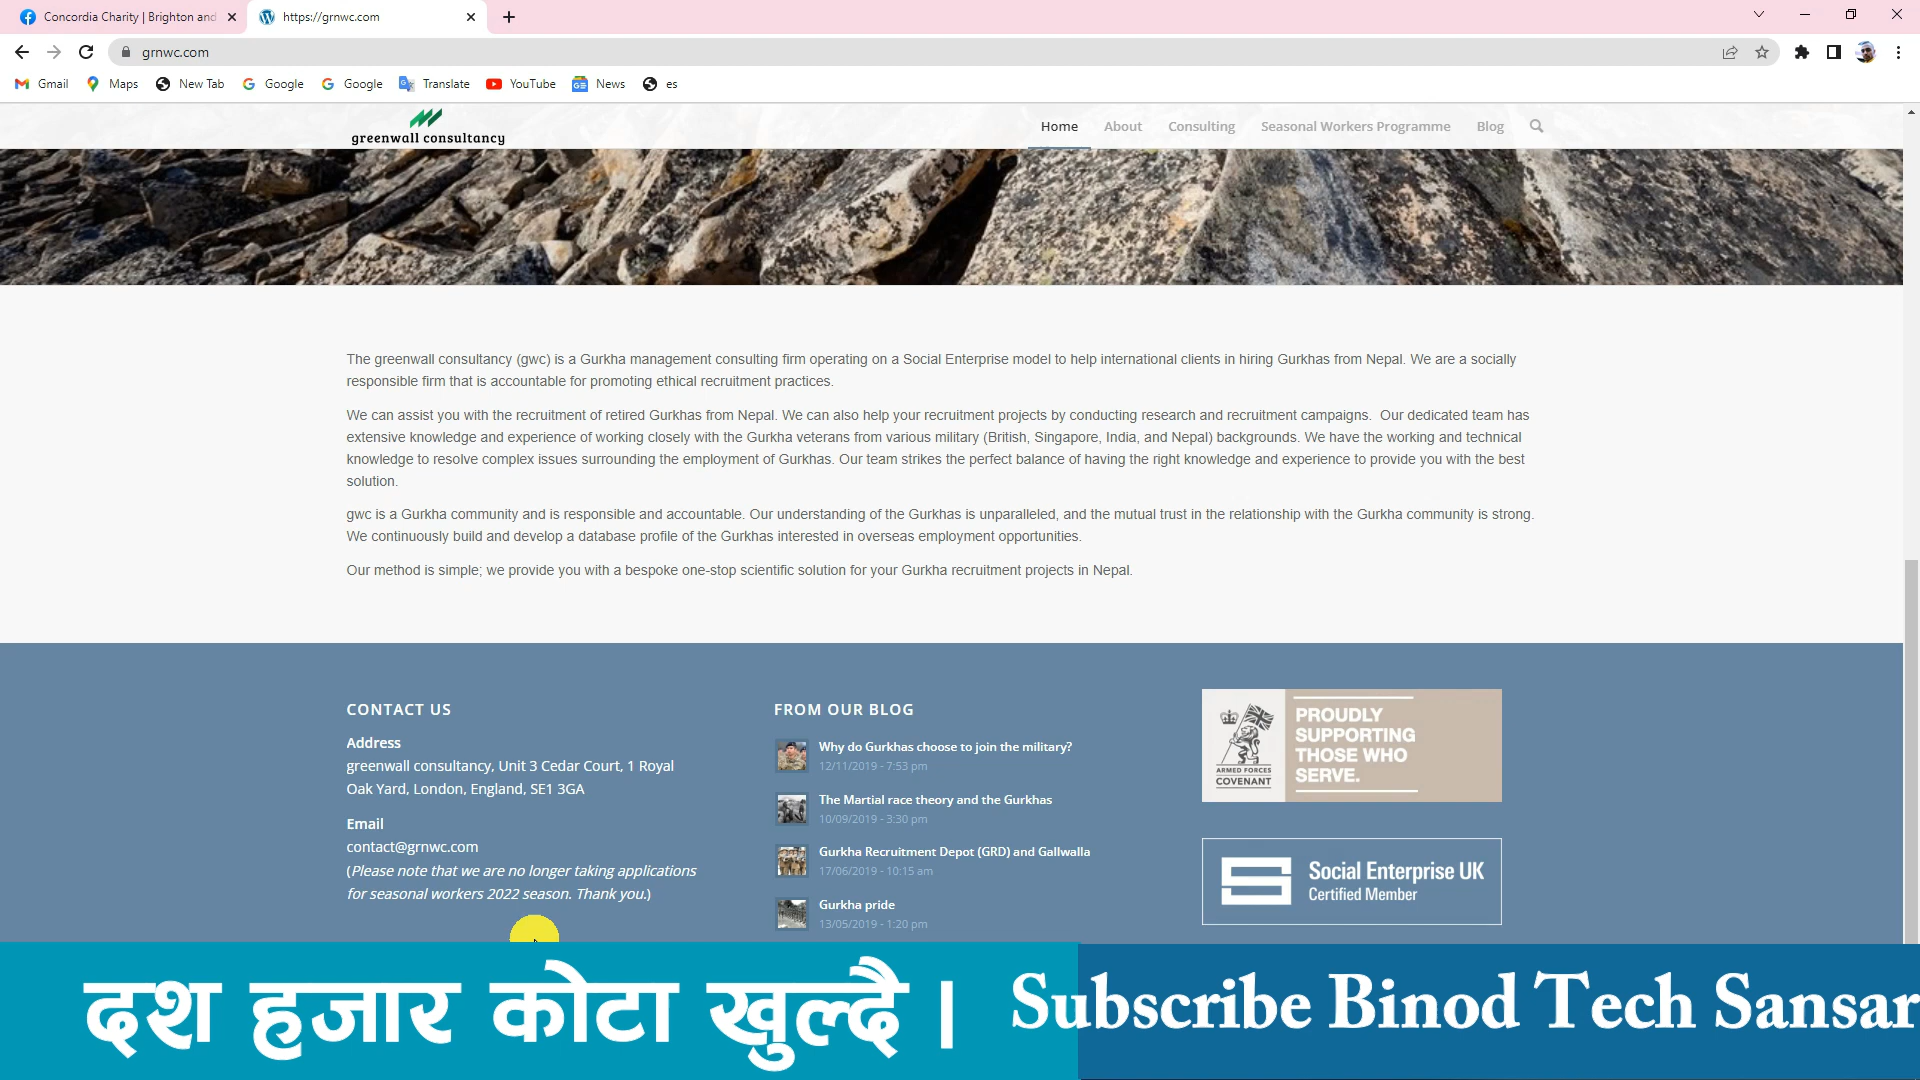 Concordia Charity | Brighton and
https://grnwc.com
grnwc.com
Gmail
Maps
New Tab
Google
Google
Translate
YouTube
News
es
greenwall consultancy
Home
About
Consulting
Seasonal Workers Programme
Blog
The greenwall consultancy (gwc) is a Gurkha management consulting firm operating on a Social Enterprise model to help international clients in hiring Gurkhas from Nepal. We are a socially
responsible firm that is accountable for promoting ethical recruitment practices.
We can assist you with the recruitment of retired Gurkhas from Nepal. We can also help your recruitment projects by conducting research and recruitment campaigns.  Our dedicated team has
extensive knowledge and experience of working closely with the Gurkha veterans from various military (British, Singapore, India, and Nepal) backgrounds. We have the working and technical
knowledge to resolve complex issues surrounding the employment of Gurkhas. Our team strikes the perfect balance of having the right knowledge and experience to provide you with the best
solution.
gwc is a Gurkha community and is responsible and accountable. Our understanding of the Gurkhas is unparalleled, and the mutual trust in the relationship with the Gurkha community is strong.
We continuously build and develop a database profile of the Gurkhas interested in overseas employment opportunities.
Our method is simple; we provide you with a bespoke one-stop scientific solution for your Gurkha recruitment projects in Nepal.
CONTACT US
Address
greenwall consultancy, Unit 3 Cedar Court, 1 Royal
Oak Yard, London, England, SE1 3GA
Email
contact@grnwc.com
(Please note that we are no longer taking applications
for seasonal workers 2022 season. Thank you.)
FROM OUR BLOG
Why do Gurkhas choose to join the military?
12/11/2019 - 7:53 pm
The Martial race theory and the Gurkhas
10/09/2019 - 3:30 pm
Gurkha Recruitment Depot (GRD) and Gallwalla
17/06/2019 - 10:15 am
Gurkha pride
13/05/2019 - 1:20 pm
ARMED FORCES
COVENANT
PROUDLY
SUPPORTING
THOSE WHO
SERVE.
Social Enterprise UK
Certified Member
दश हजार कोटा खुल्दै । Subscribe Binod Tech Sansar